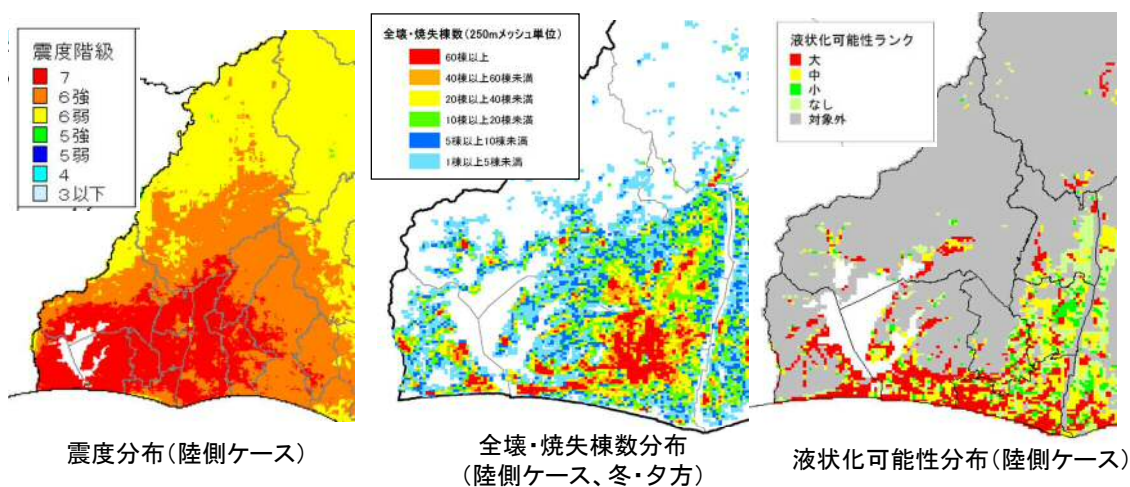 震度階級
7
6強
6弱
5強
5弱
4
3以下
震度分布(陸側ケース)
全壊・焼失棟数(250mメッシュ単位)
60棟以上
40棟以上60棟未満
20棟以上40棟未満
10棟以上20棟未満
5棟以上10棟未満
1棟以上5棟未満
全壊・焼失棟数分布
(陸側ケース、冬・夕方)
液状化可能性ランク
大
中
小
なし
対象外
液状化可能性分布(陸側ケース)